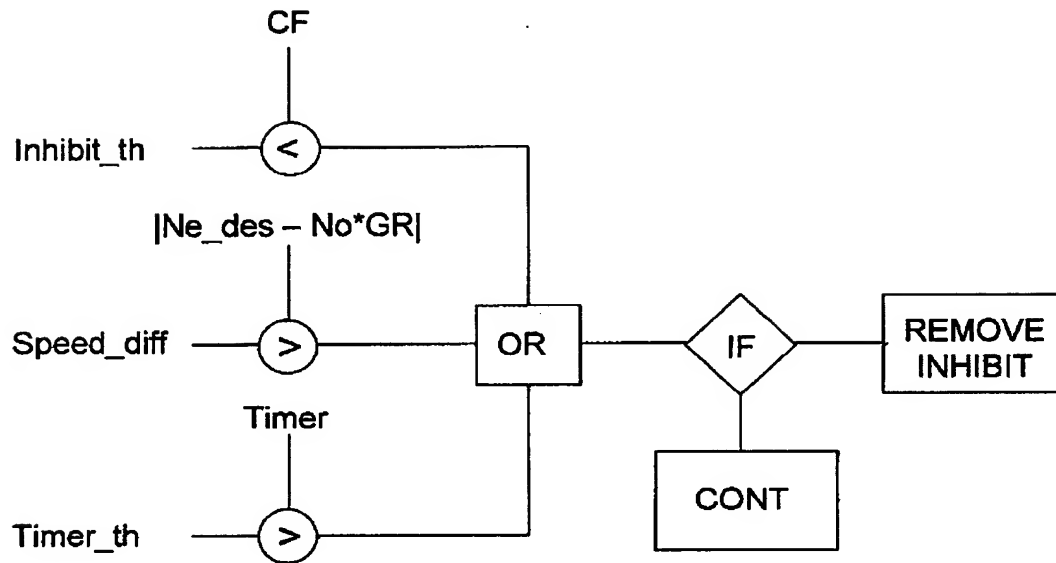 CF
Inhibit_th
<
|Ne_des – No*GR|
Speed_diff
>
OR
IF
REMOVE
INHIBIT
Timer
CONT
Timer_th
>